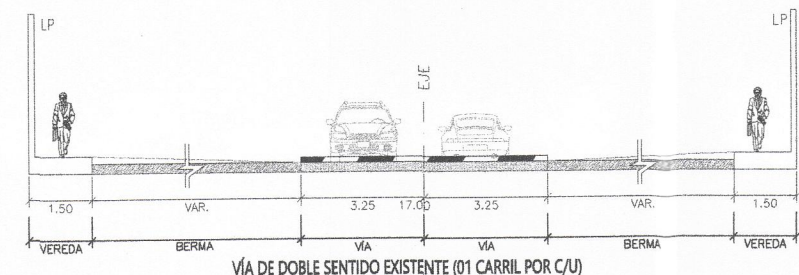 LP
LP
EJE
1.50 VAR. 3.25 17.00 3.25 VAR. 1.50
VEREDA BERMA VÍA VÍA BERMA VEREDA
VÍA DE DOBLE SENTIDO EXISTENTE (01 CARRIL POR C/U)